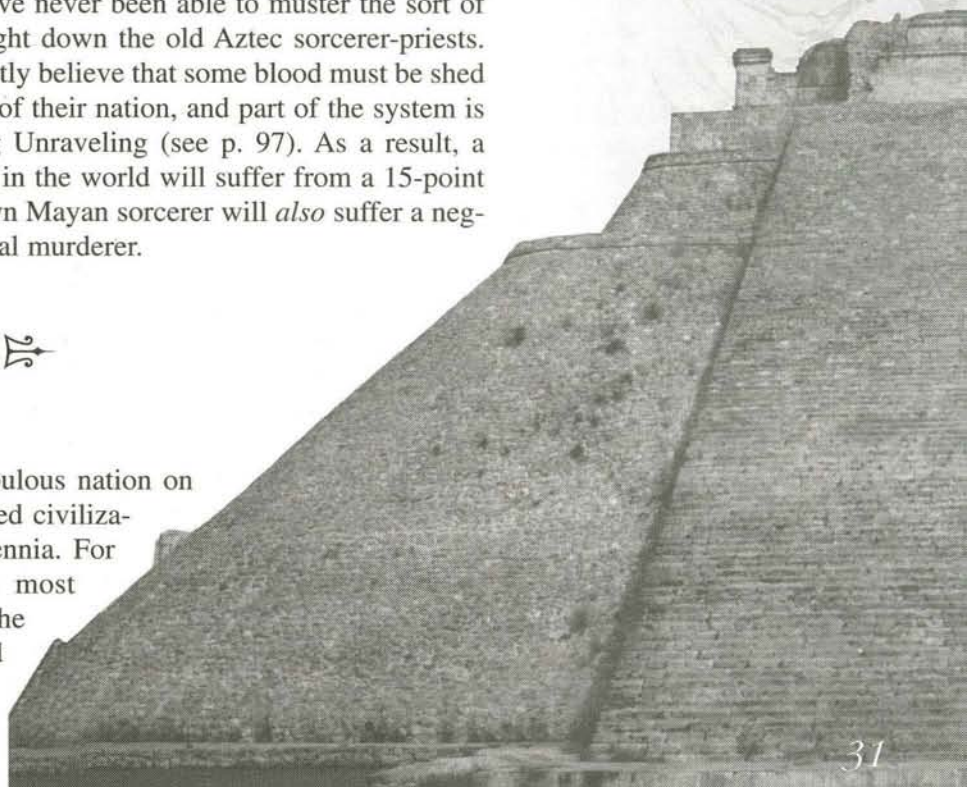 ve never been able to muster the sort of
ght down the old Aztec sorcerer-priests.
tly believe that some blood must be shed
of their nation, and part of the system is
Unraveling (see p. 97). As a result, a
in the world will suffer from a 15-point
n Mayan sorcerer will also suffer a neg-
al murderer.
ulous nation on
ed civiliza-
ennia. For
most
he
31